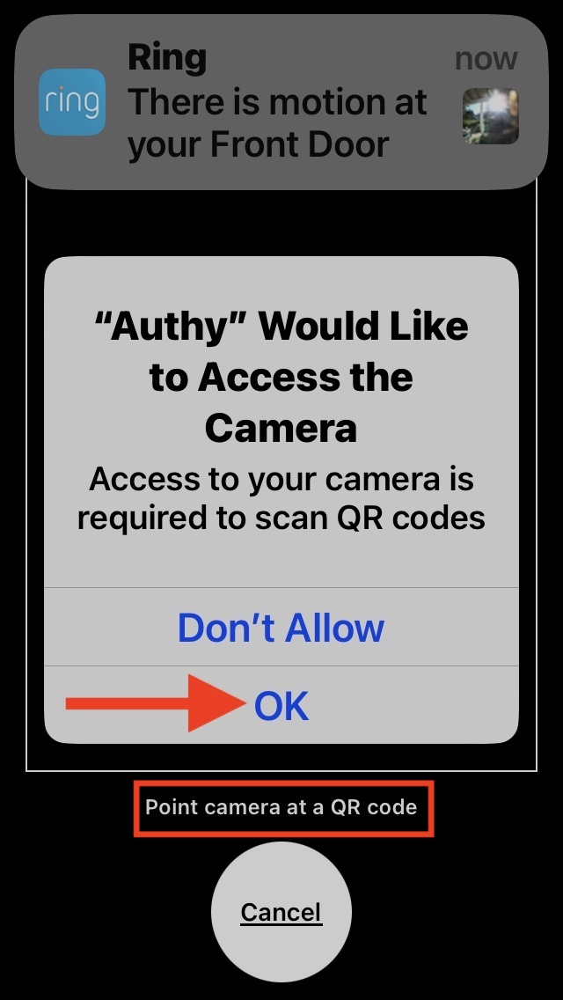 Ring
now
ring
There is motion at
your Front Door
“Authy” Would Like
to Access the
Camera
Access to your camera is
required to scan QR codes
Don’t Allow
OK
Point camera at a QR code
Cancel